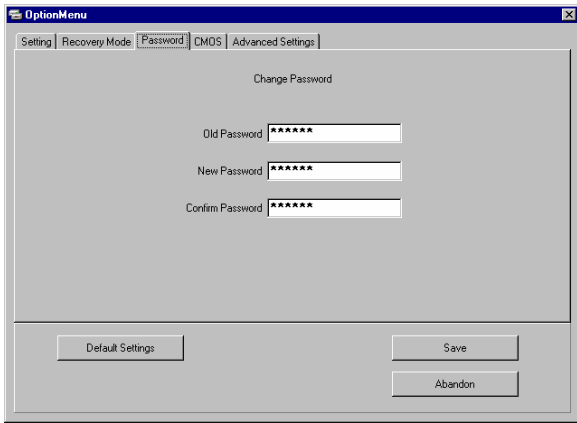 OptionMenu
Setting Recovery Mode Password CMOS Advanced Settings
Change Password
Old Password ******
New Password ******
Confirm Password ******
Default Settings Save
Abandon